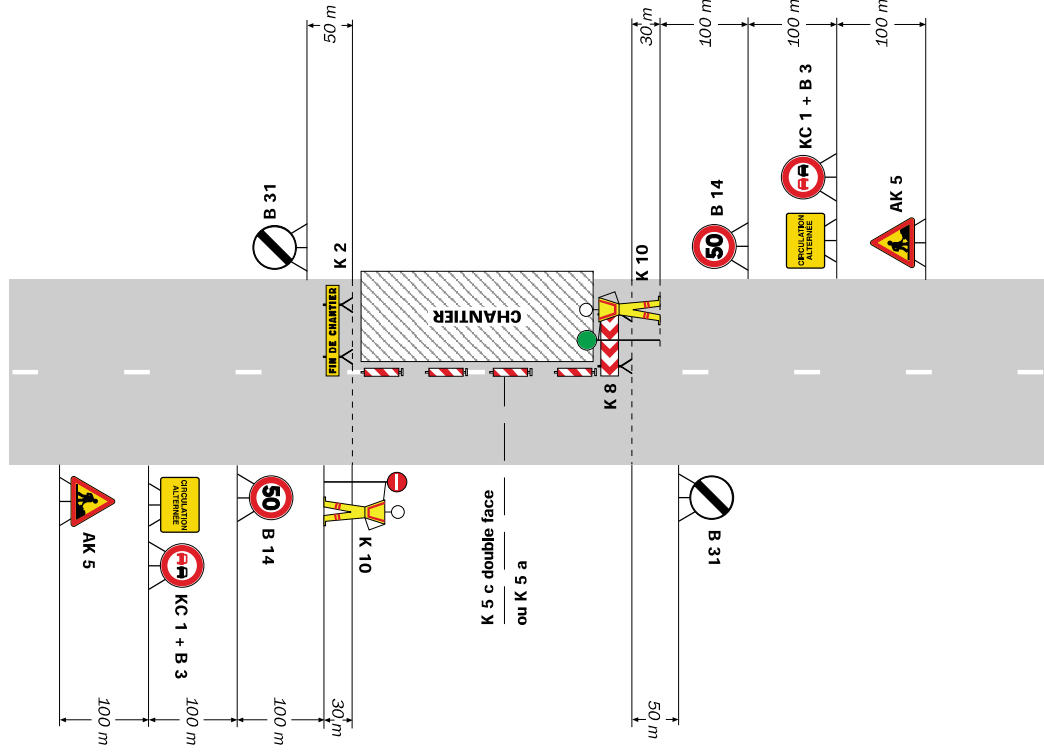 50 m
30 m
100 m
100 m
100 m
B 31
K 2
K 10
B 14
50
KC 1 + B 3
CIRCULATION
ALTERNÉE
AK 5
FIN DE CHANTIER
CHANTIER
K 8
AK 5
CIRCULATION
ALTERNÉE
KC 1 + B 3
50
B 14
K 10
K 5 c double face
ou K 5 a
B 31
100 m
100 m
100 m
30 m
50 m